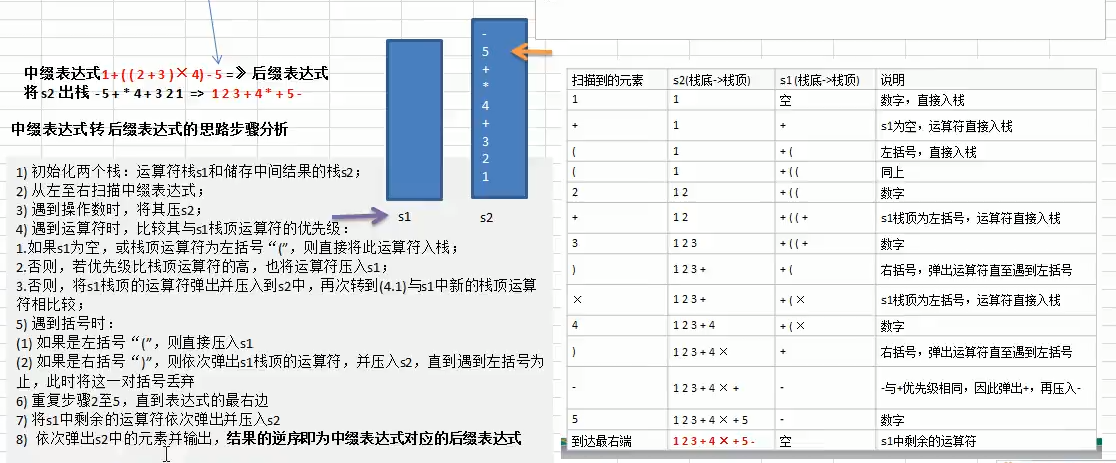 中缀表达式1+((2+3)×4)-5 =》 后缀表达式
将s2 出栈 -5+*4+321 => 123+4*+5-
中缀表达式 转 后缀表达式的思路步骤分析
1) 初始化两个栈：运算符栈s1和储存中间结果的栈s2；
2) 从左至右扫描中缀表达式；
3) 遇到操作数时，将其压s2；
4) 遇到运算符时，比较其与s1栈顶运算符的优先级：
1.如果s1为空，或栈顶运算符为左括号“(”，则直接将此运算符入栈；
2.否则，若优先级比栈顶运算符的高，也将运算符压入s1；
3.否则，将s1栈顶的运算符弹出并压入到s2中，再次转到(4.1)与s1中新的栈顶运算
符相比较；
5) 遇到括号时：
(1) 如果是左括号“(”，则直接压入s1
(2) 如果是右括号“)”，则依次弹出s1栈顶的运算符，并压入s2，直到遇到左括号为
止，此时将这一对括号丢弃
6) 重复步骤2至5，直到表达式的最右边
7) 将s1中剩余的运算符依次弹出并压入s2
8) 依次弹出s2中的元素并输出，结果的逆序即为中缀表达式对应的后缀表达式
s1
-
5
+
*
4
+
3
2
1
s2
扫描到的元素 s2(栈底->栈顶) s1 (栈底->栈顶) 说明
1 1 空 数字，直接入栈
+ 1 + s1为空，运算符直接入栈
( 1 + ( 左括号，直接入栈
( 1 + ( ( 同上
2 1 2 + ( ( 数字
+ 1 2 + ( ( + s1栈顶为左括号，运算符直接入栈
3 1 2 3 + ( ( + 数字
) 1 2 3 + + ( 右括号，弹出运算符直至遇到左括号
× 1 2 3 + + ( × s1栈顶为左括号，运算符直接入栈
4 1 2 3 + 4 + ( × 数字
) 1 2 3 + 4 × + 右括号，弹出运算符直至遇到左括号
- 1 2 3 + 4 × + - -与+优先级相同，因此弹出+，再压入-
5 1 2 3 + 4 × + 5 - 数字
到达最右端 1 2 3 + 4 × + 5 - 空 s1中剩余的运算符